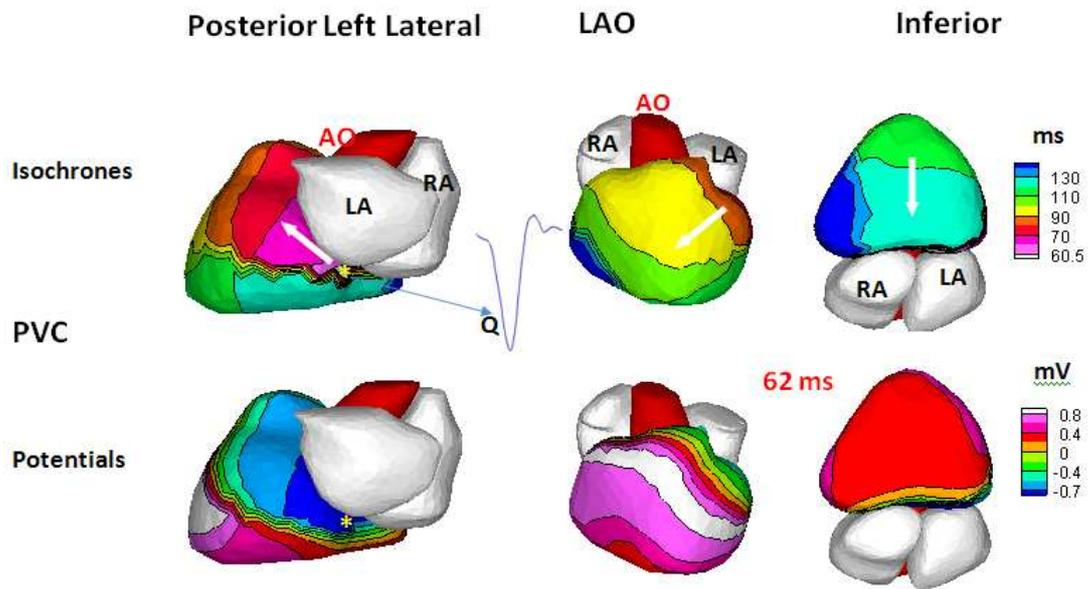 Posterior Left Lateral
LAO
Inferior
Isochrones
AO
LA
RA
AO
RA
LA
RA
LA
ms
130
110
90
70
60.5
*
Q
PVC
62 ms
Potentials
*
mV
0.8
0.4
0
-0.4
-0.7